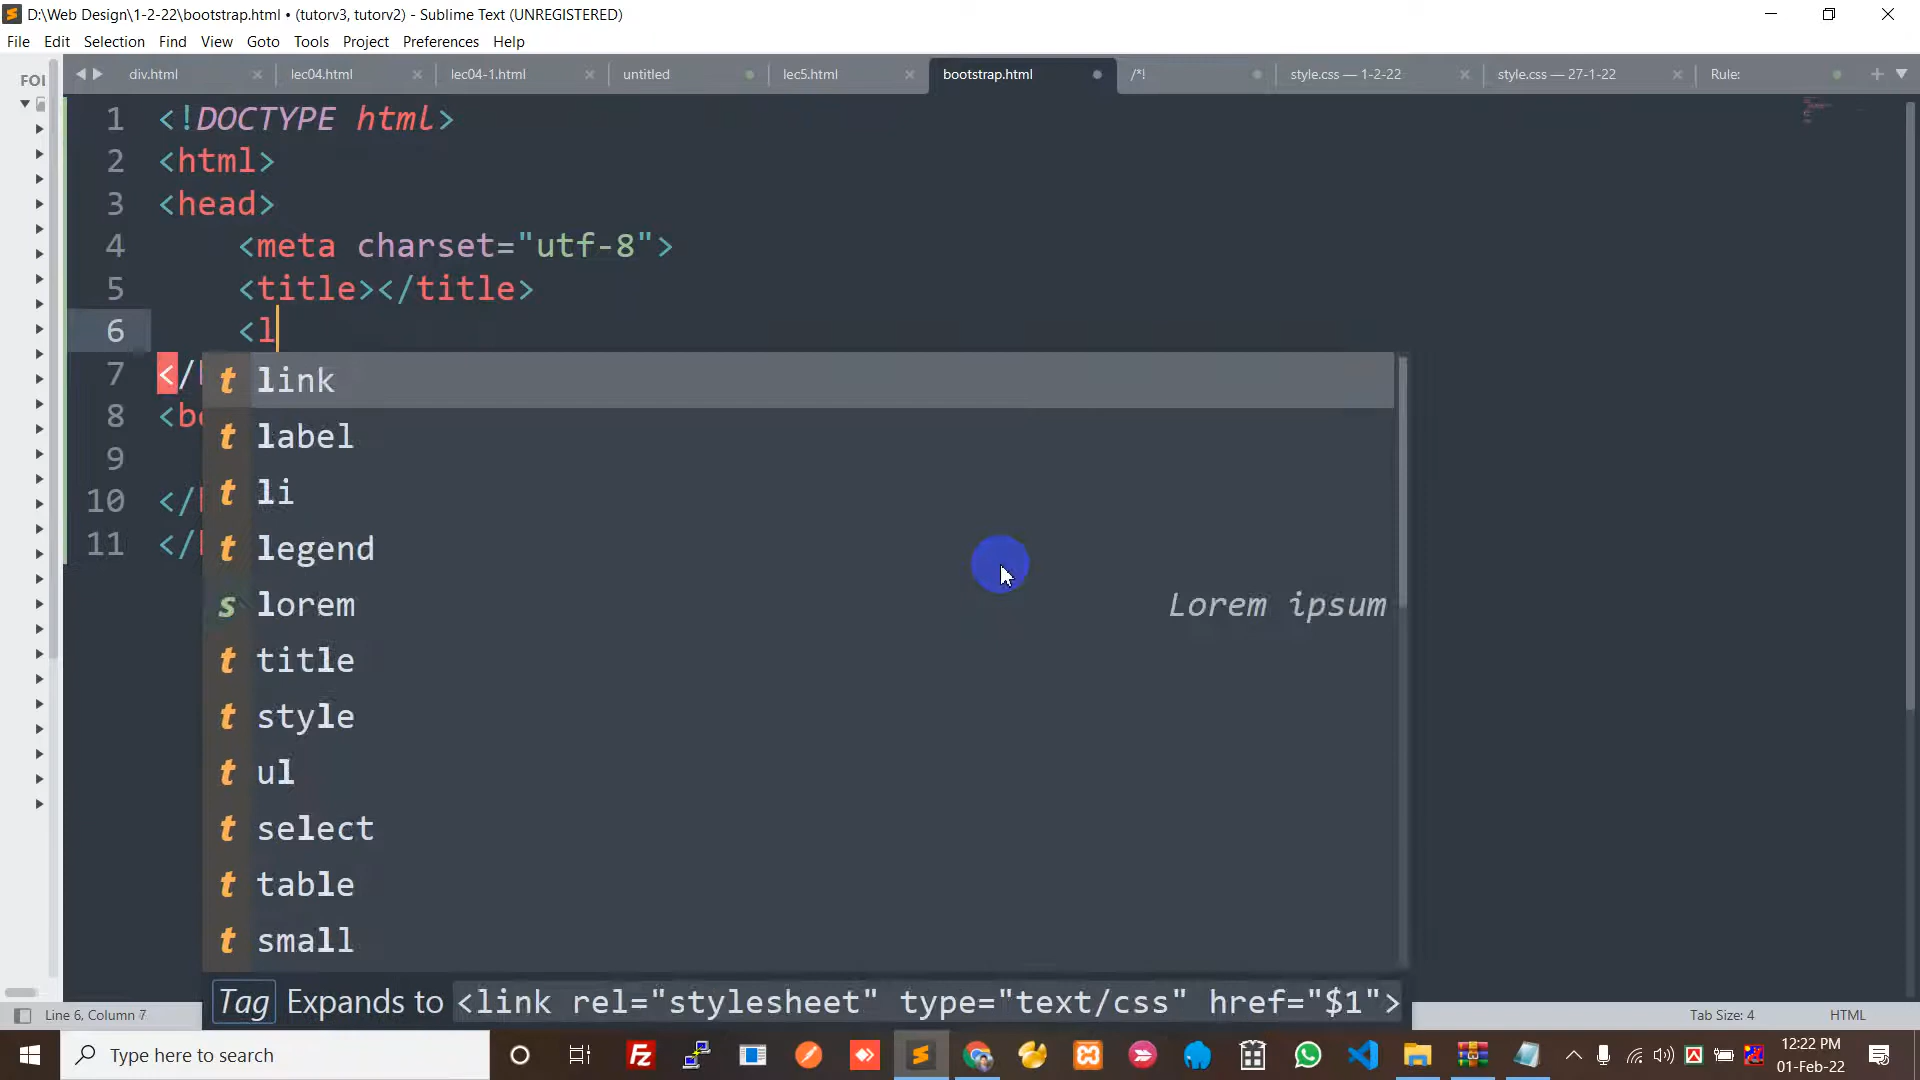 D:\Web Design\1-2-22\bootstrap.html • (tutorv3, tutorv2) - Sublime Text (UNREGISTERED)
File Edit Selection Find View Goto Tools Project Preferences Help
FOI
div.html lec04.html lec04-1.html untitled lec5.html bootstrap.html /*! style.css — 1-2-22 style.css — 27-1-22 Rule:
1 <!DOCTYPE html>
2 <html>
3 <head>
4 <meta charset="utf-8">
5 <title></title>
6 <l
7 </h
8 <bo
9
10 </b
11 </h
t link
t label
t li
t legend
s lorem Lorem ipsum
t title
t style
t ul
t select
t table
t small
Tag Expands to <link rel="stylesheet" type="text/css" href="$1">
Line 6, Column 7 Tab Size: 4 HTML
Type here to search
12:22 PM
01-Feb-22